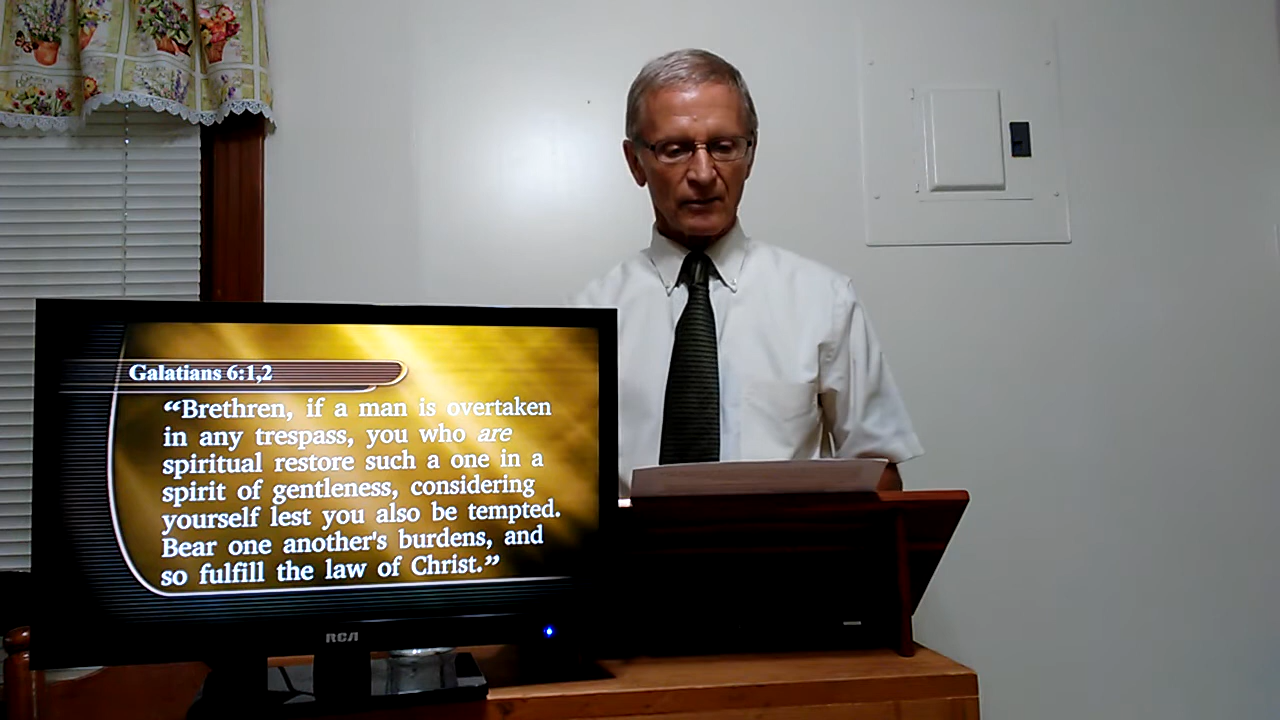 Galatians 6:1,2
“Brethren, if a man is overtaken
in any trespass, you who are
spiritual restore such a one in a
spirit of gentleness, considering
yourself lest you also be tempted.
Bear one another's burdens, and
so fulfill the law of Christ.”
RCA